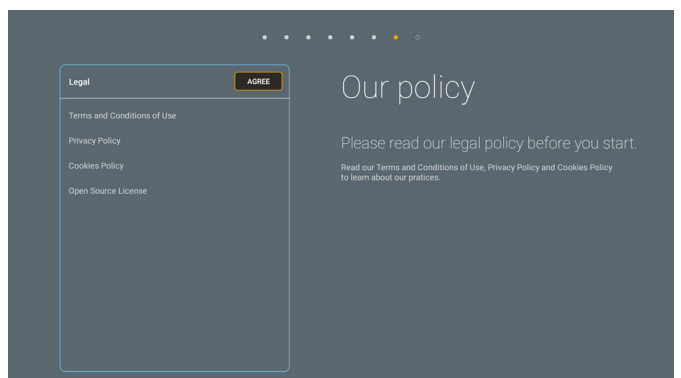 Legal
AGREE
Terms and Conditions of Use
Privacy Policy
Cookies Policy
Open Source License
Our policy
Please read our legal policy before you start.
Read our Terms and Conditions of Use, Privacy Policy and Cookies Policy
to learn about our pratices.